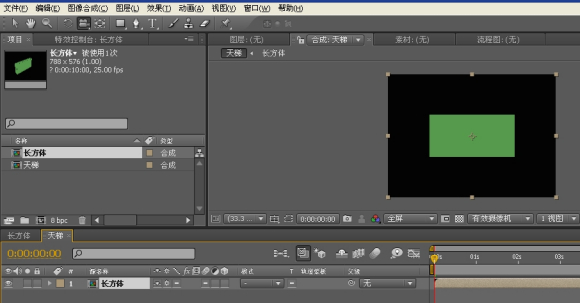 文件(F) 编辑(E) 图像合成(C) 图层(L) 效果(T) 动画(A) 视图(V) 窗口(W) 帮助(H)
项目 特效控制台: 长方体
图层: (无) 合成: 天梯 素材: (无) 流程图: (无)
天梯 长方体
长方体 被使用1次
788 x 576 (1.00)
? 0:00:10:00, 25.00 fps
名称 类型
长方体 合成
天梯 合成
8 bpc
(33.3 ... 0:00:00:00 全屏 有效摄像机 1 视图
长方体 天梯
0:00:00:00
01s 02s 03s
# 源名称 模式 T 轨道蒙板 父级
1 长方体 - 无